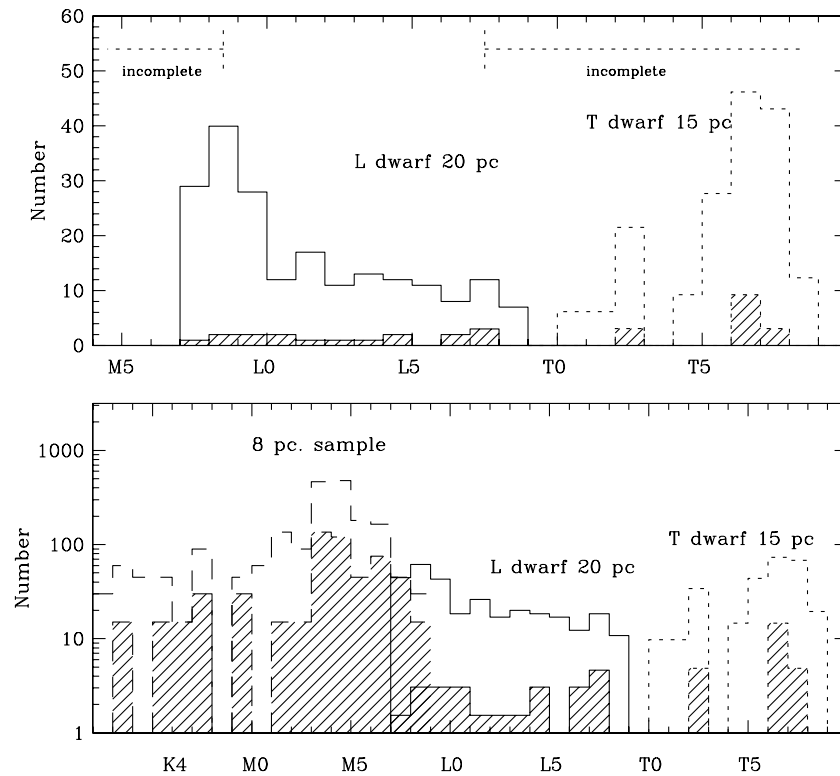 60
50
40
30
20
10
0
Number
incomplete
incomplete
T dwarf 15 pc
L dwarf 20 pc
M5
L0
L5
T0
T5
1000
100
10
1
Number
8 pc. sample
T dwarf 15 pc
L dwarf 20 pc
K4
M0
M5
L0
L5
T0
T5